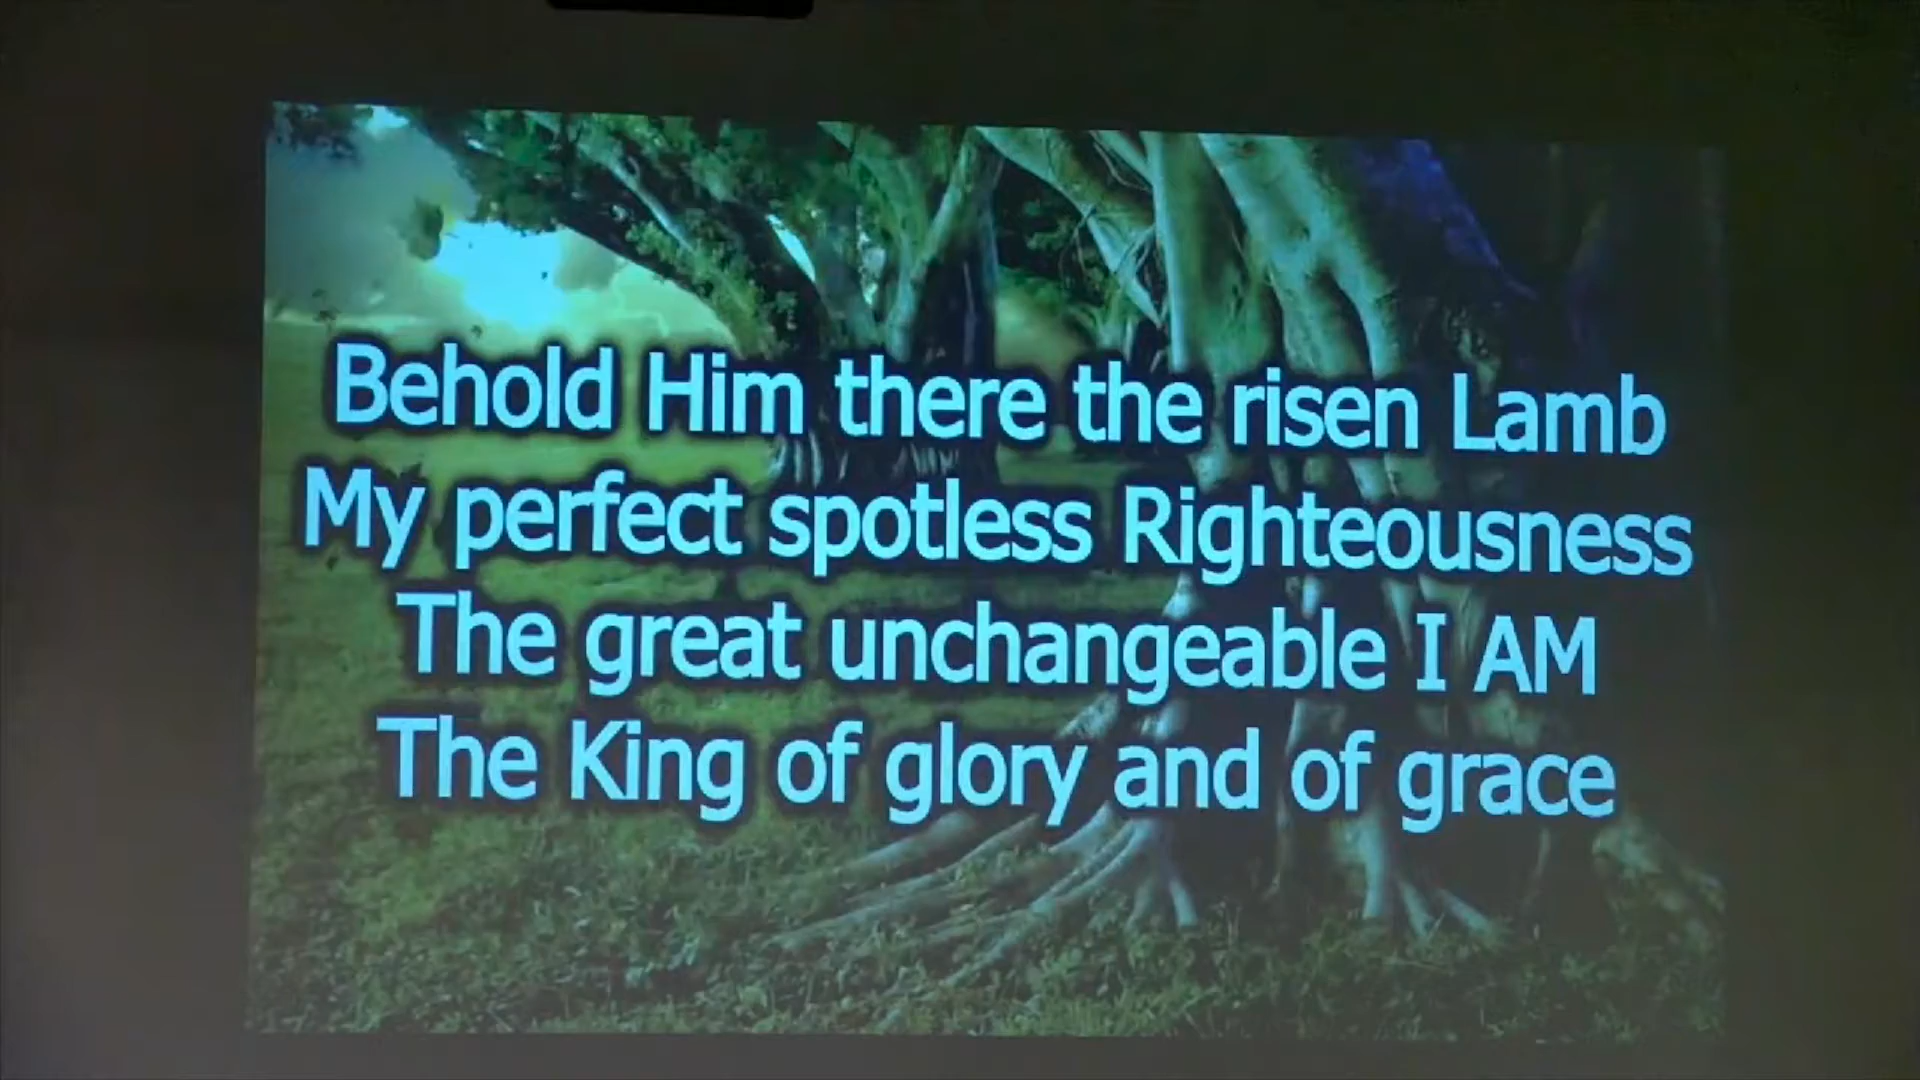 Behold Him there the risen Lamb
My perfect spotless Righteousness
The great unchangeable I AM
The King of glory and of grace